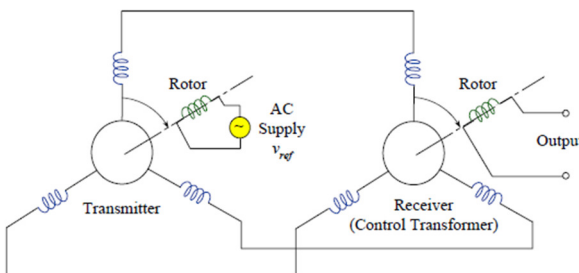 Rotor
AC
Supply
v_ref
~
Transmitter
Rotor
Outpu
Receiver
(Control Transformer)